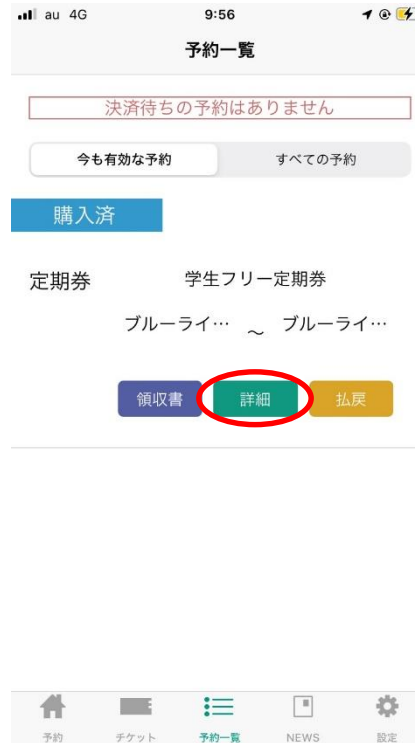 au 4G 9:56
予約一覧
決済待ちの予約はありません
今も有効な予約 すべての予約
購入済
定期券 学生フリー定期券
ブルーライ… ～ ブルーライ…
領収書 詳細 払戻
予約 チケット 予約一覧 NEWS 設定